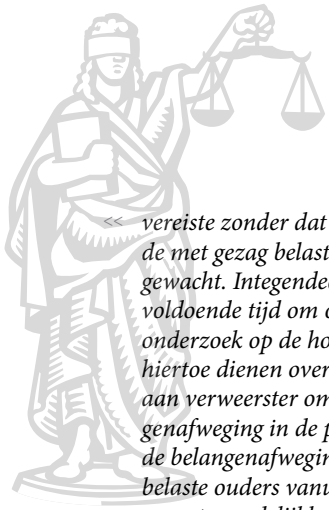 << vereiste zonder dat
de met gezag belast
gewacht. Integendee
voldoende tijd om o
onderzoek op de ho
hiertoe dienen over
aan verweerster om
genafweging in de p
de belangenafwegin
belaste ouders vanu